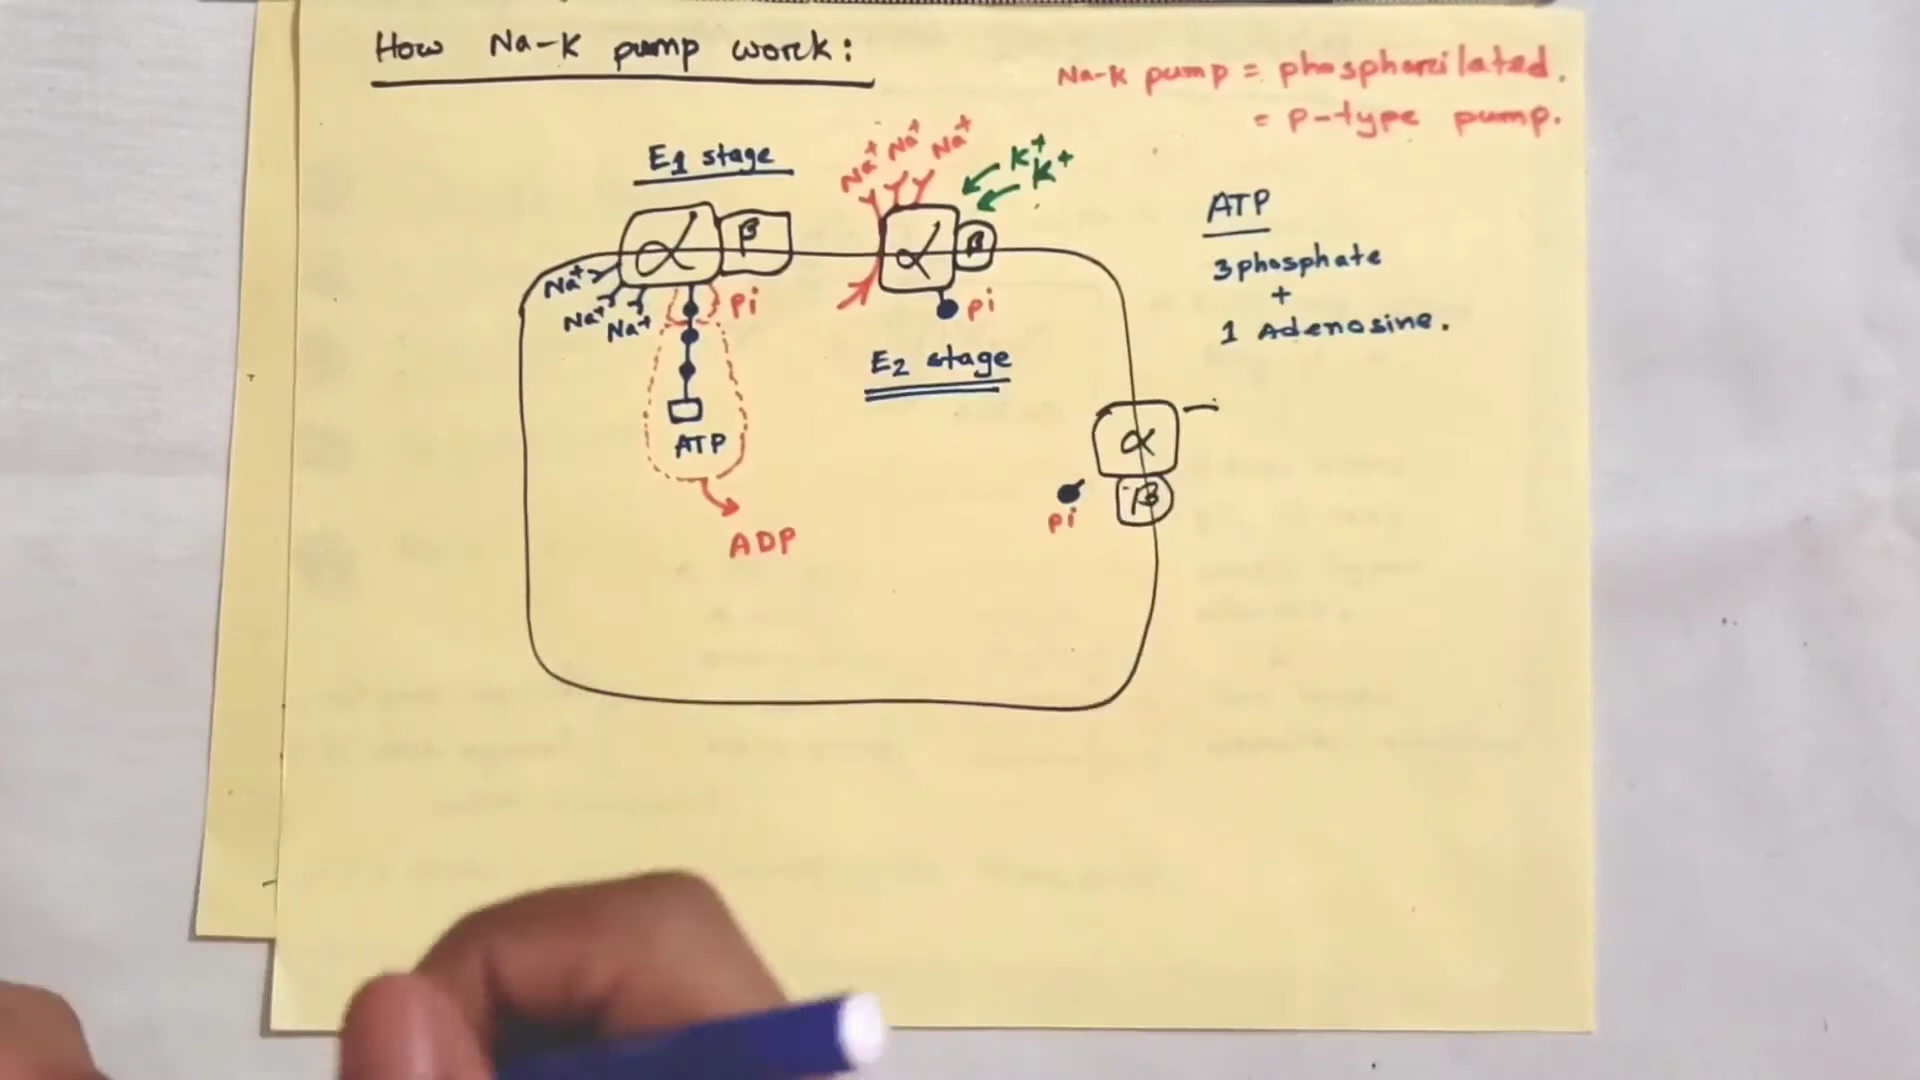 How Na-K pump work:
Na-K pump = phosphorilated.
= P-type pump.
E1 stage
Na+ Na+ Na+
K+
K+
α β
α β
Na+
Na+
Na+
Pi
Pi
ATP
ADP
E2 stage
ATP
3 phosphate
+
1 Adenosine.
α
β
Pi